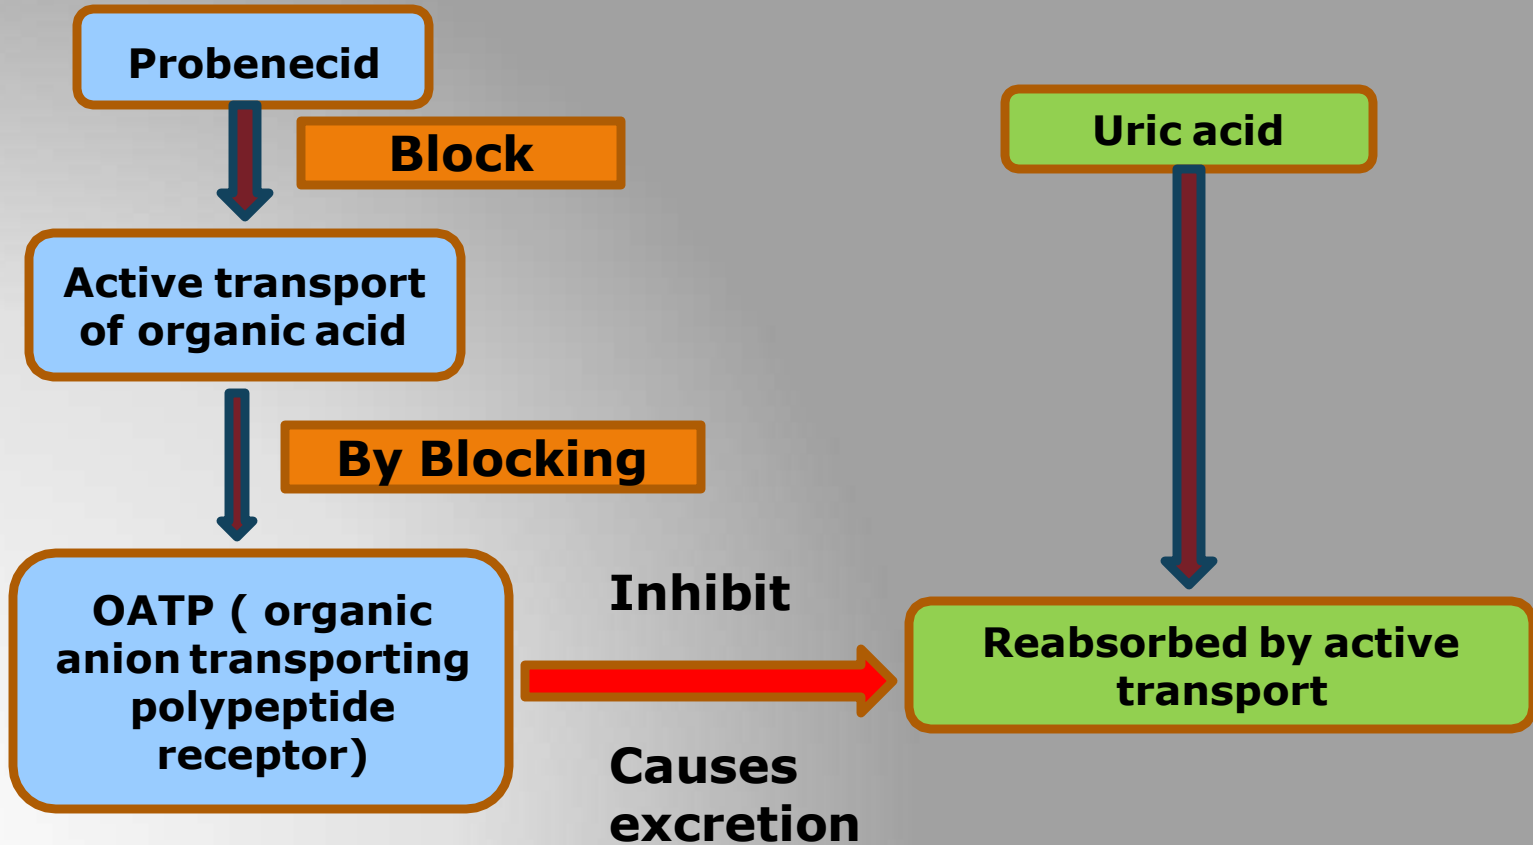 Probenecid
Block
Uric acid
Active transport
of organic acid
By Blocking
OATP ( organic
anion transporting
polypeptide
receptor)
Inhibit
Causes
excretion
Reabsorbed by active
transport